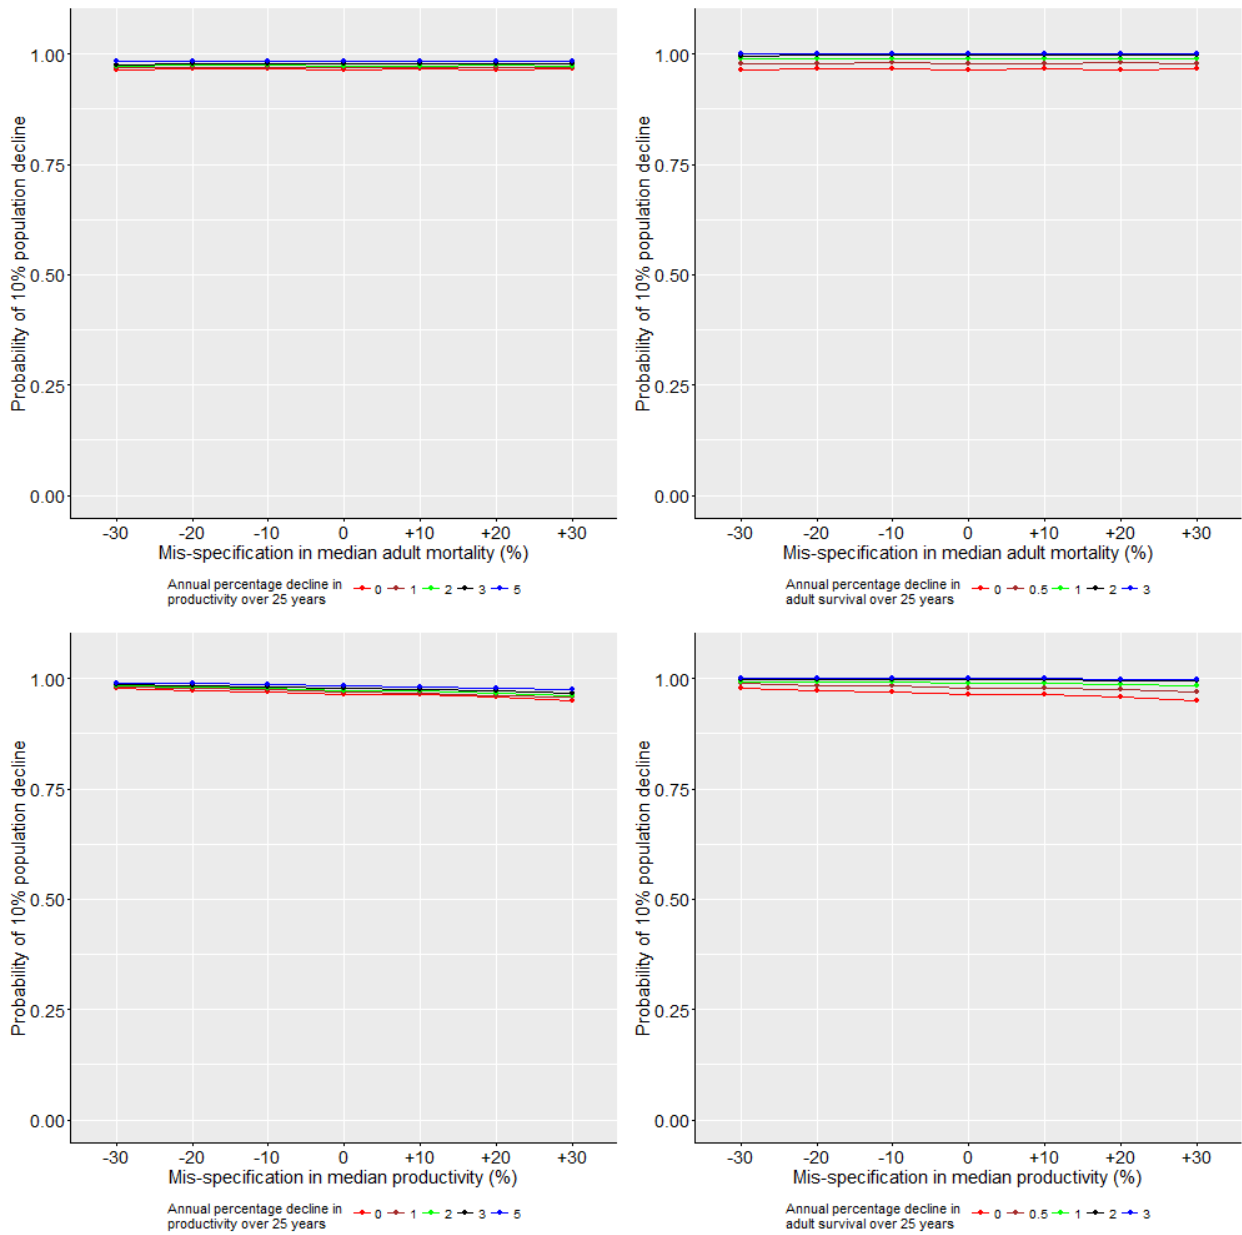 Probability of 10% population decline
1.00
0.75
0.50
0.25
0.00
-30 -20 -10 0 +10 +20 +30
Mis-specification in median adult mortality (%)
Annual percentage decline in
productivity over 25 years
0 1 2 3 5
Probability of 10% population decline
1.00
0.75
0.50
0.25
0.00
-30 -20 -10 0 +10 +20 +30
Mis-specification in median adult mortality (%)
Annual percentage decline in
adult survival over 25 years
0 0.5 1 2 3
Probability of 10% population decline
1.00
0.75
0.50
0.25
0.00
-30 -20 -10 0 +10 +20 +30
Mis-specification in median productivity (%)
Annual percentage decline in
productivity over 25 years
0 1 2 3 5
Probability of 10% population decline
1.00
0.75
0.50
0.25
0.00
-30 -20 -10 0 +10 +20 +30
Mis-specification in median productivity (%)
Annual percentage decline in
adult survival over 25 years
0 0.5 1 2 3